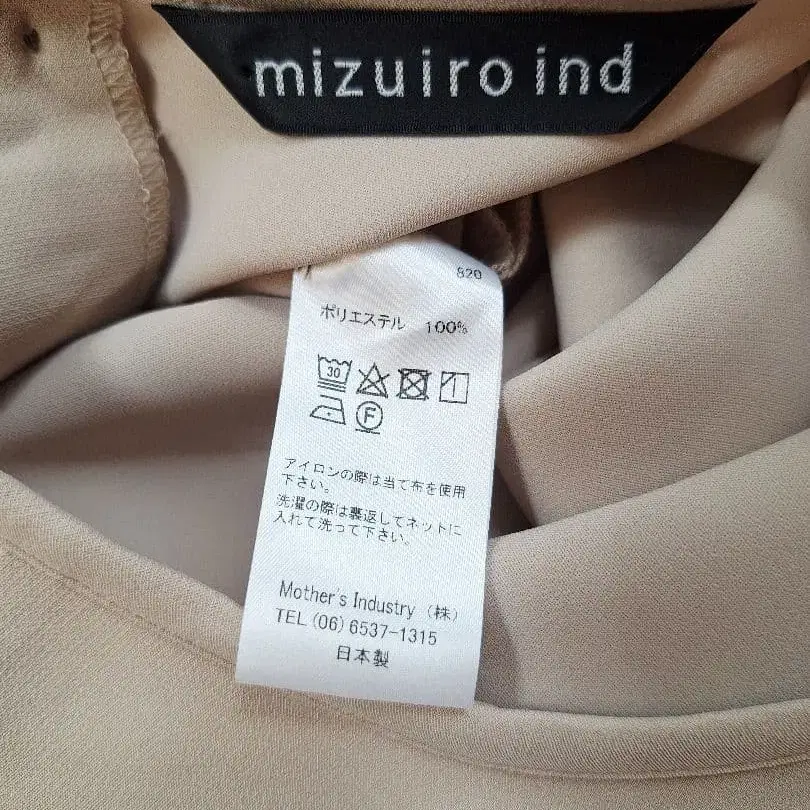 mizuiro ind
820
ポリエステル 100%
30
F
アイロンの際は当て布を使用
下さい。
洗濯の際は裏返してネットに
入れて洗って下さい。
Mother's Industry (株)
TEL (06) 6537-1315
日本製